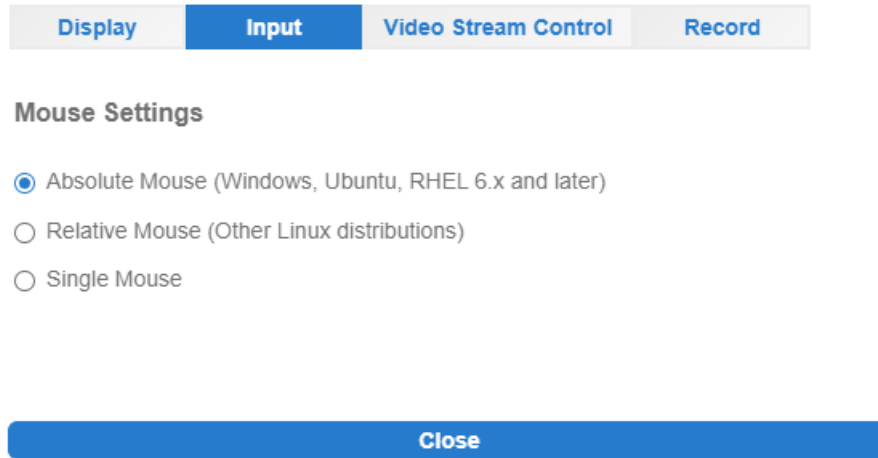 Display Input Video Stream Control Record
Mouse Settings
Absolute Mouse (Windows, Ubuntu, RHEL 6.x and later)
Relative Mouse (Other Linux distributions)
Single Mouse
Close